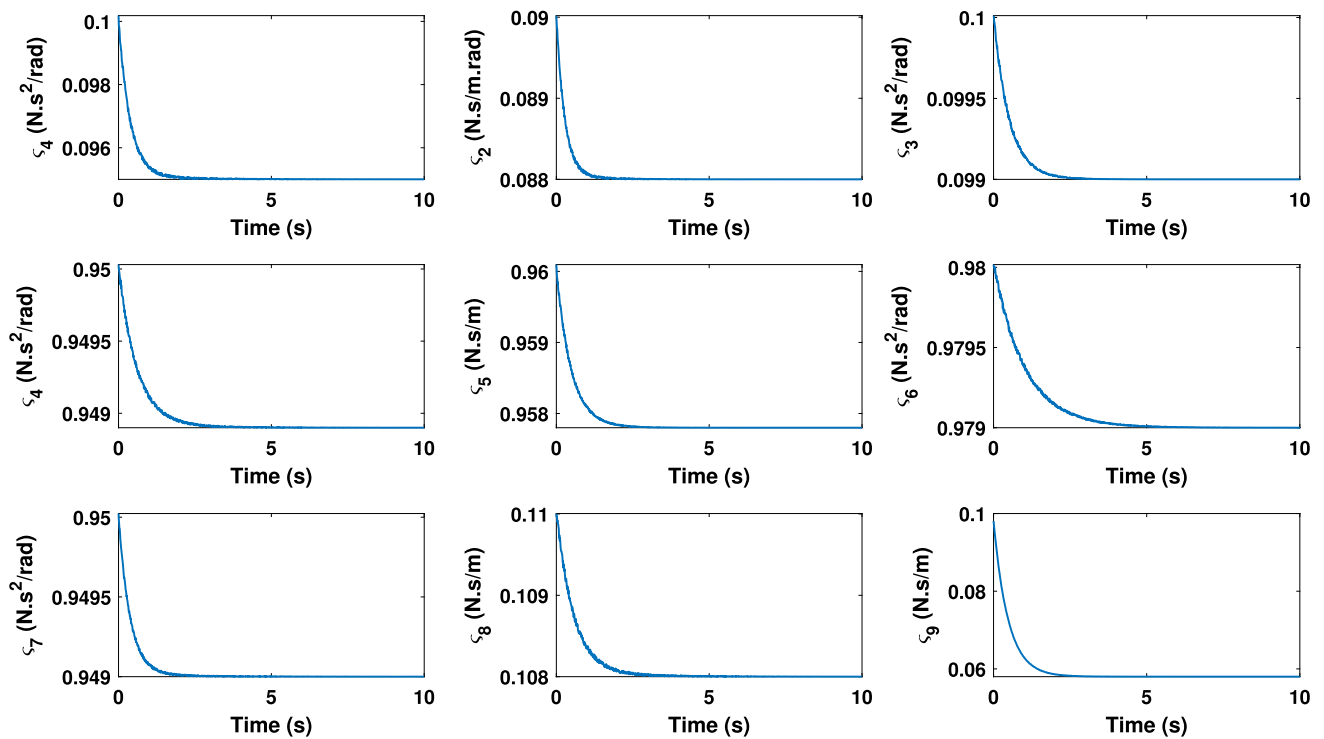 ς4 (N.s²/rad)
0.1
0.098
0.096
0 5 10
Time (s)
ς2 (N.s/m.rad)
0.09
0.089
0.088
0 5 10
Time (s)
ς3 (N.s²/rad)
0.1
0.0995
0.099
0 5 10
Time (s)
ς4 (N.s²/rad)
0.95
0.9495
0.949
0 5 10
Time (s)
ς5 (N.s/m)
0.96
0.959
0.958
0 5 10
Time (s)
ς6 (N.s²/rad)
0.98
0.9795
0.979
0 5 10
Time (s)
ς7 (N.s²/rad)
0.95
0.9495
0.949
0 5 10
Time (s)
ς8 (N.s/m)
0.11
0.109
0.108
0 5 10
Time (s)
ς9 (N.s/m)
0.1
0.08
0.06
0 5 10
Time (s)